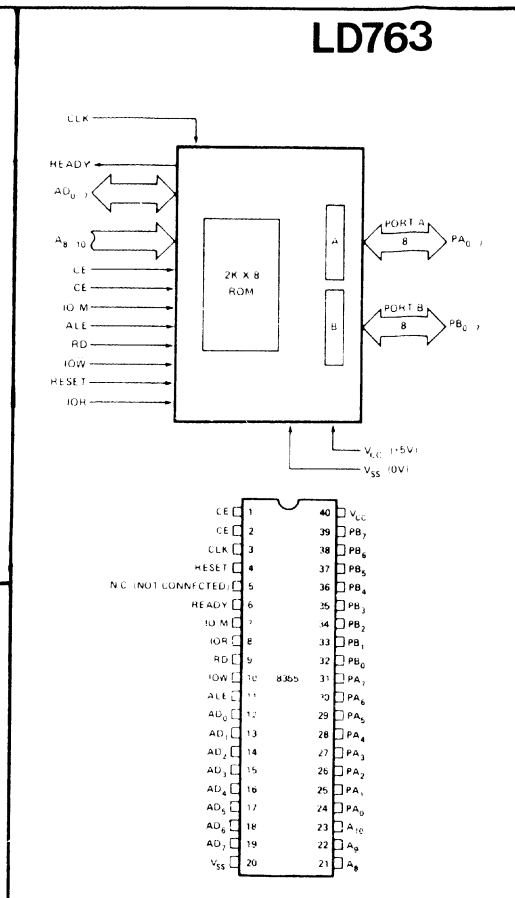 LD763
CLK
READY
AD0-7
A8-10
CE
CE
IO M
ALE
RD
IOW
RESET
IOR
2K X 8
ROM
A
B
PORT A
8
PA0-7
PORT B
8
PB0-7
VCC (+5V)
VSS (0V)
CE 1 40 VCC
CE 2 39 PB7
CLK 3 38 PB6
RESET 4 37 PB5
N.C. (NOT CONNECTED) 5 36 PB4
READY 6 35 PB3
IO M 7 34 PB2
IOR 8 33 PB1
RD 9 32 PB0
IOW 10 8355 31 PA7
ALE 11 30 PA6
AD0 12 29 PA5
AD1 13 28 PA4
AD2 14 27 PA3
AD3 15 26 PA2
AD4 16 25 PA1
AD5 17 24 PA0
AD6 18 23 A10
AD7 19 22 A9
VSS 20 21 A8